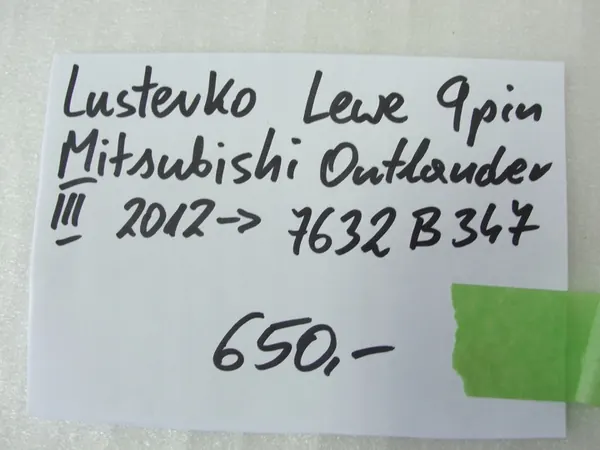 Lusterko Lewe 9pin
Mitsubishi Outlander
III 2012-> 7632B347
650,-